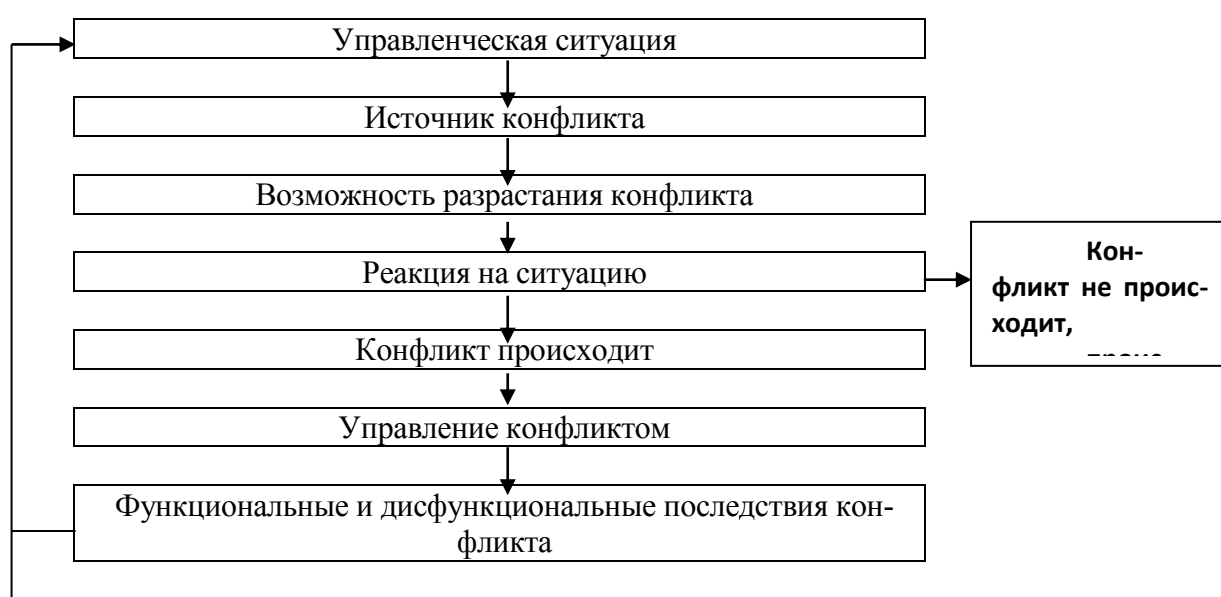 Управленческая ситуация
Источник конфликта
Возможность разрастания конфликта
Реакция на ситуацию
Кон-
фликт не проис-
ходит,
Конфликт происходит
Управление конфликтом
Функциональные и дисфункциональные последствия кон-
фликта